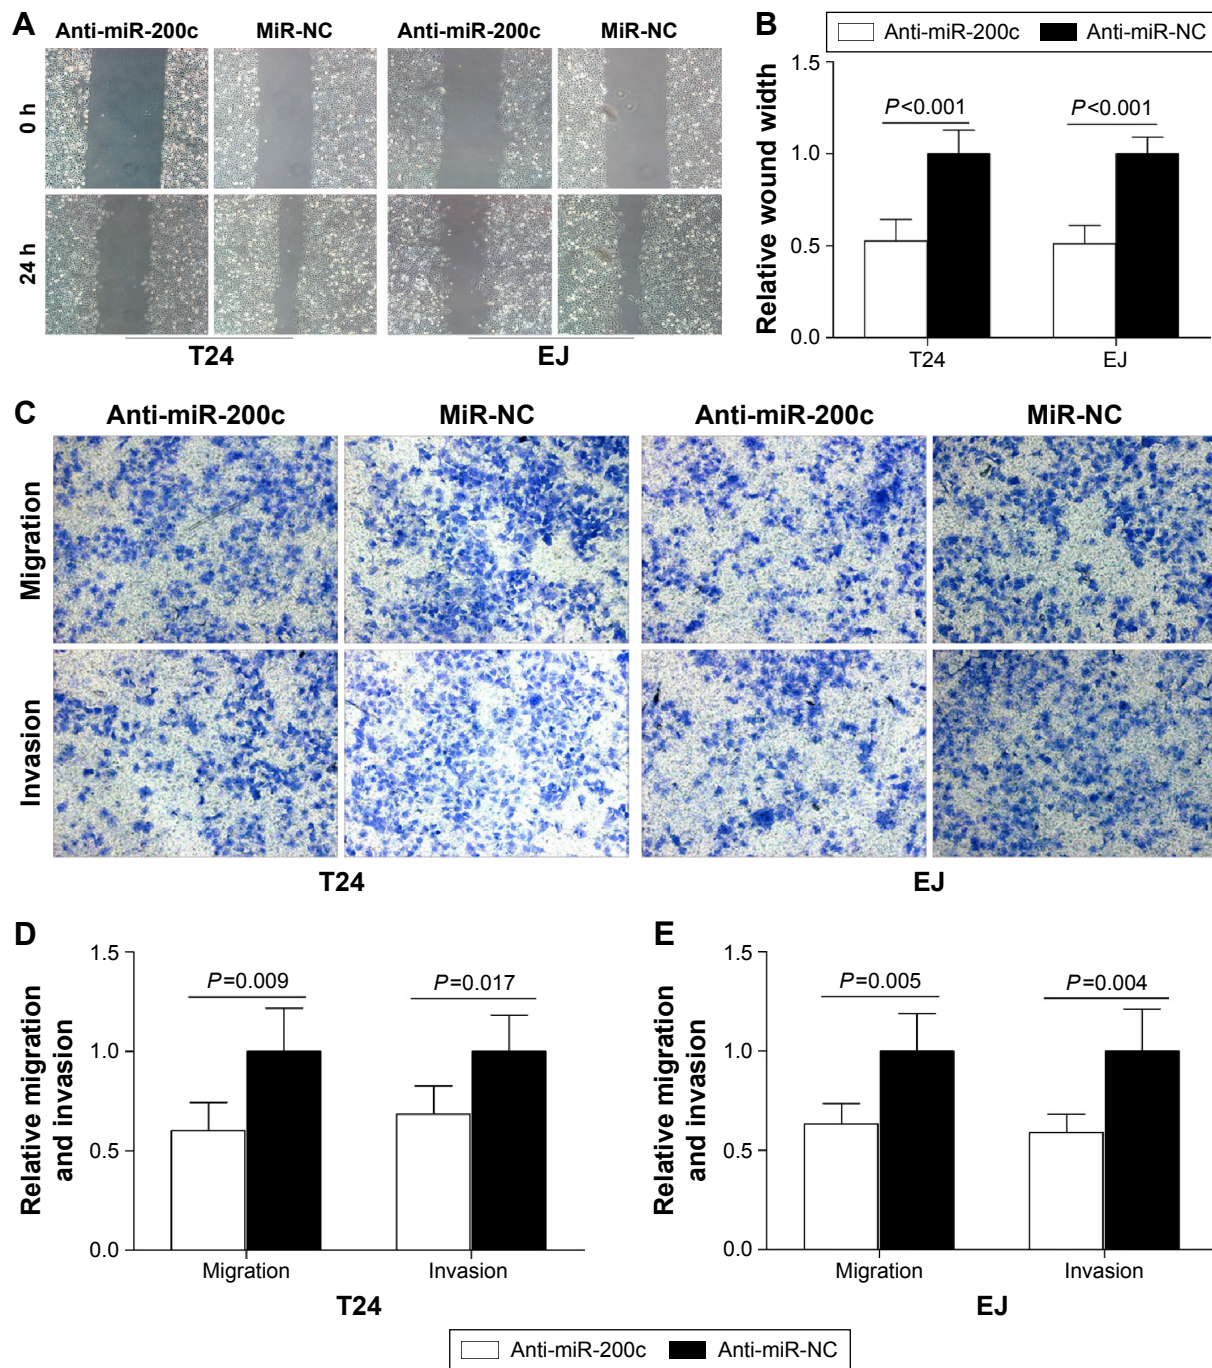 A
Anti-miR-200c MiR-NC Anti-miR-200c MiR-NC
0 h
24 h
T24 EJ
B
Anti-miR-200c Anti-miR-NC
Relative wound width
1.5
1.0
0.5
0.0
P<0.001 P<0.001
T24 EJ
C
Anti-miR-200c MiR-NC Anti-miR-200c MiR-NC
Migration
Invasion
T24 EJ
D
Relative migration
and invasion
1.5
1.0
0.5
0.0
P=0.009 P=0.017
Migration Invasion
T24
E
Relative migration
and invasion
1.5
1.0
0.5
0.0
P=0.005 P=0.004
Migration Invasion
EJ
Anti-miR-200c Anti-miR-NC